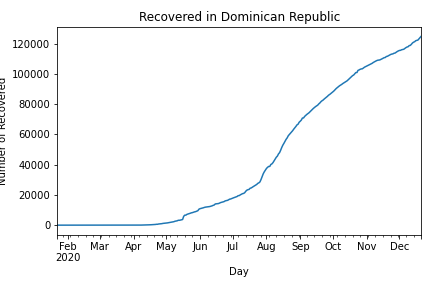 Recovered in Dominican Republic
Number of Recovered
120000
100000
80000
60000
40000
20000
0
Feb Mar Apr May Jun Jul Aug Sep Oct Nov Dec
2020
Day